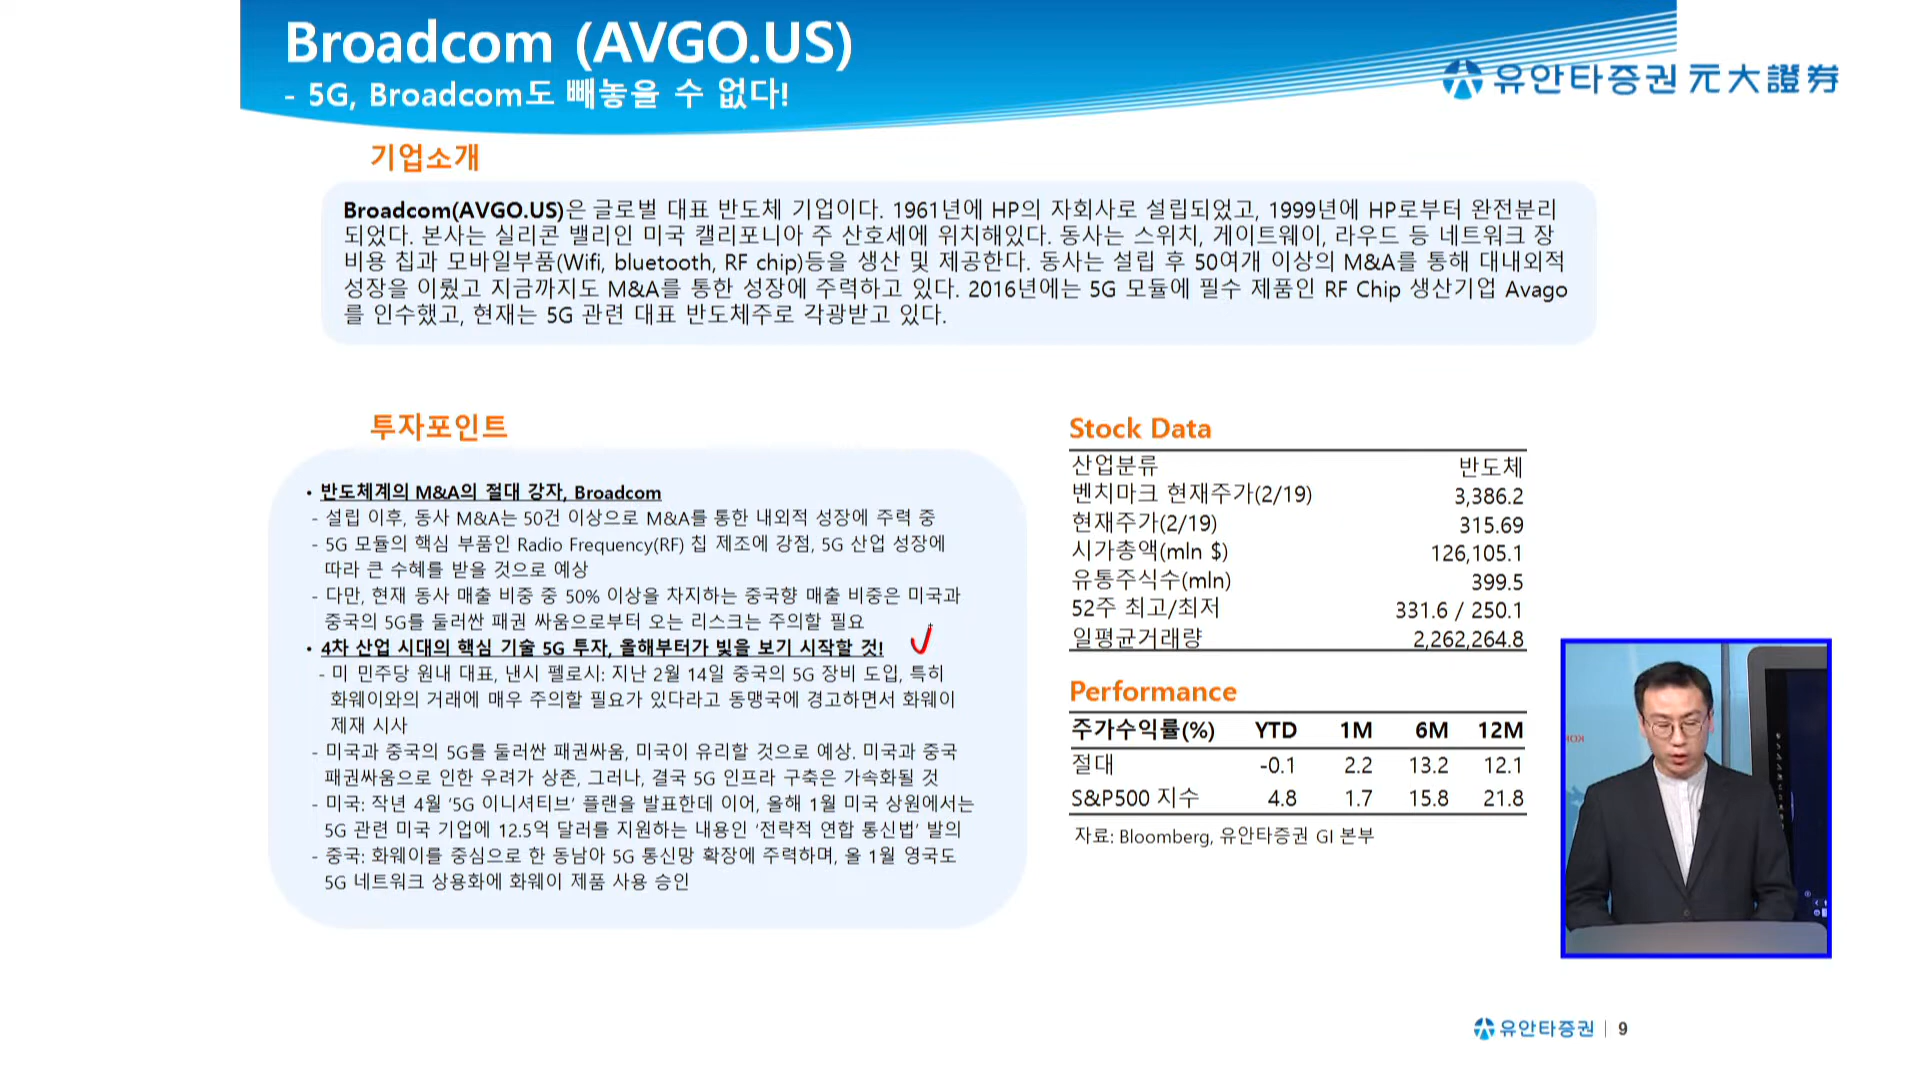 Broadcom (AVGO.US)
- 5G, Broadcom도 빼놓을 수 없다!
유안타증권 元大證券
기업소개
Broadcom(AVGO.US)은 글로벌 대표 반도체 기업이다. 1961년에 HP의 자회사로 설립되었고, 1999년에 HP로부터 완전분리
되었다. 본사는 실리콘 밸리인 미국 캘리포니아 주 산호세에 위치해있다. 동사는 스위치, 게이트웨이, 라우드 등 네트워크 장
비용 칩과 모바일부품(Wifi, bluetooth, RF chip)등을 생산 및 제공한다. 동사는 설립 후 50여개 이상의 M&A를 통해 대내외적
성장을 이뤘고 지금까지도 M&A를 통한 성장에 주력하고 있다. 2016년에는 5G 모듈에 필수 제품인 RF Chip 생산기업 Avago
를 인수했고, 현재는 5G 관련 대표 반도체주로 각광받고 있다.
투자포인트
• 반도체계의 M&A의 절대 강자, Broadcom
- 설립 이후, 동사 M&A는 50건 이상으로 M&A를 통한 내외적 성장에 주력 중
- 5G 모듈의 핵심 부품인 Radio Frequency(RF) 칩 제조에 강점, 5G 산업 성장에
따라 큰 수혜를 받을 것으로 예상
- 다만, 현재 동사 매출 비중 중 50% 이상을 차지하는 중국향 매출 비중은 미국과
중국의 5G를 둘러싼 패권 싸움으로부터 오는 리스크는 주의할 필요
• 4차 산업 시대의 핵심 기술 5G 투자, 올해부터가 빛을 보기 시작할 것!
- 미 민주당 원내 대표, 낸시 펠로시: 지난 2월 14일 중국의 5G 장비 도입, 특히
화웨이와의 거래에 매우 주의할 필요가 있다라고 동맹국에 경고하면서 화웨이
제재 시사
- 미국과 중국의 5G를 둘러싼 패권싸움, 미국이 유리할 것으로 예상. 미국과 중국
패권싸움으로 인한 우려가 상존, 그러나, 결국 5G 인프라 구축은 가속화될 것
- 미국: 작년 4월 '5G 이니셔티브' 플랜을 발표한데 이어, 올해 1월 미국 상원에서는
5G 관련 미국 기업에 12.5억 달러를 지원하는 내용인 '전략적 연합 통신법' 발의
- 중국: 화웨이를 중심으로 한 동남아 5G 통신망 확장에 주력하며, 올 1월 영국도
5G 네트워크 상용화에 화웨이 제품 사용 승인
Stock Data
산업분류 반도체
벤치마크 현재주가(2/19) 3,386.2
현재주가(2/19) 315.69
시가총액(mln $) 126,105.1
유통주식수(mln) 399.5
52주 최고/최저 331.6 / 250.1
일평균거래량 2,262,264.8
Performance
주가수익률(%) YTD 1M 6M 12M
절대 -0.1 2.2 13.2 12.1
S&P500 지수 4.8 1.7 15.8 21.8
자료: Bloomberg, 유안타증권 GI 본부
유안타증권 | 9